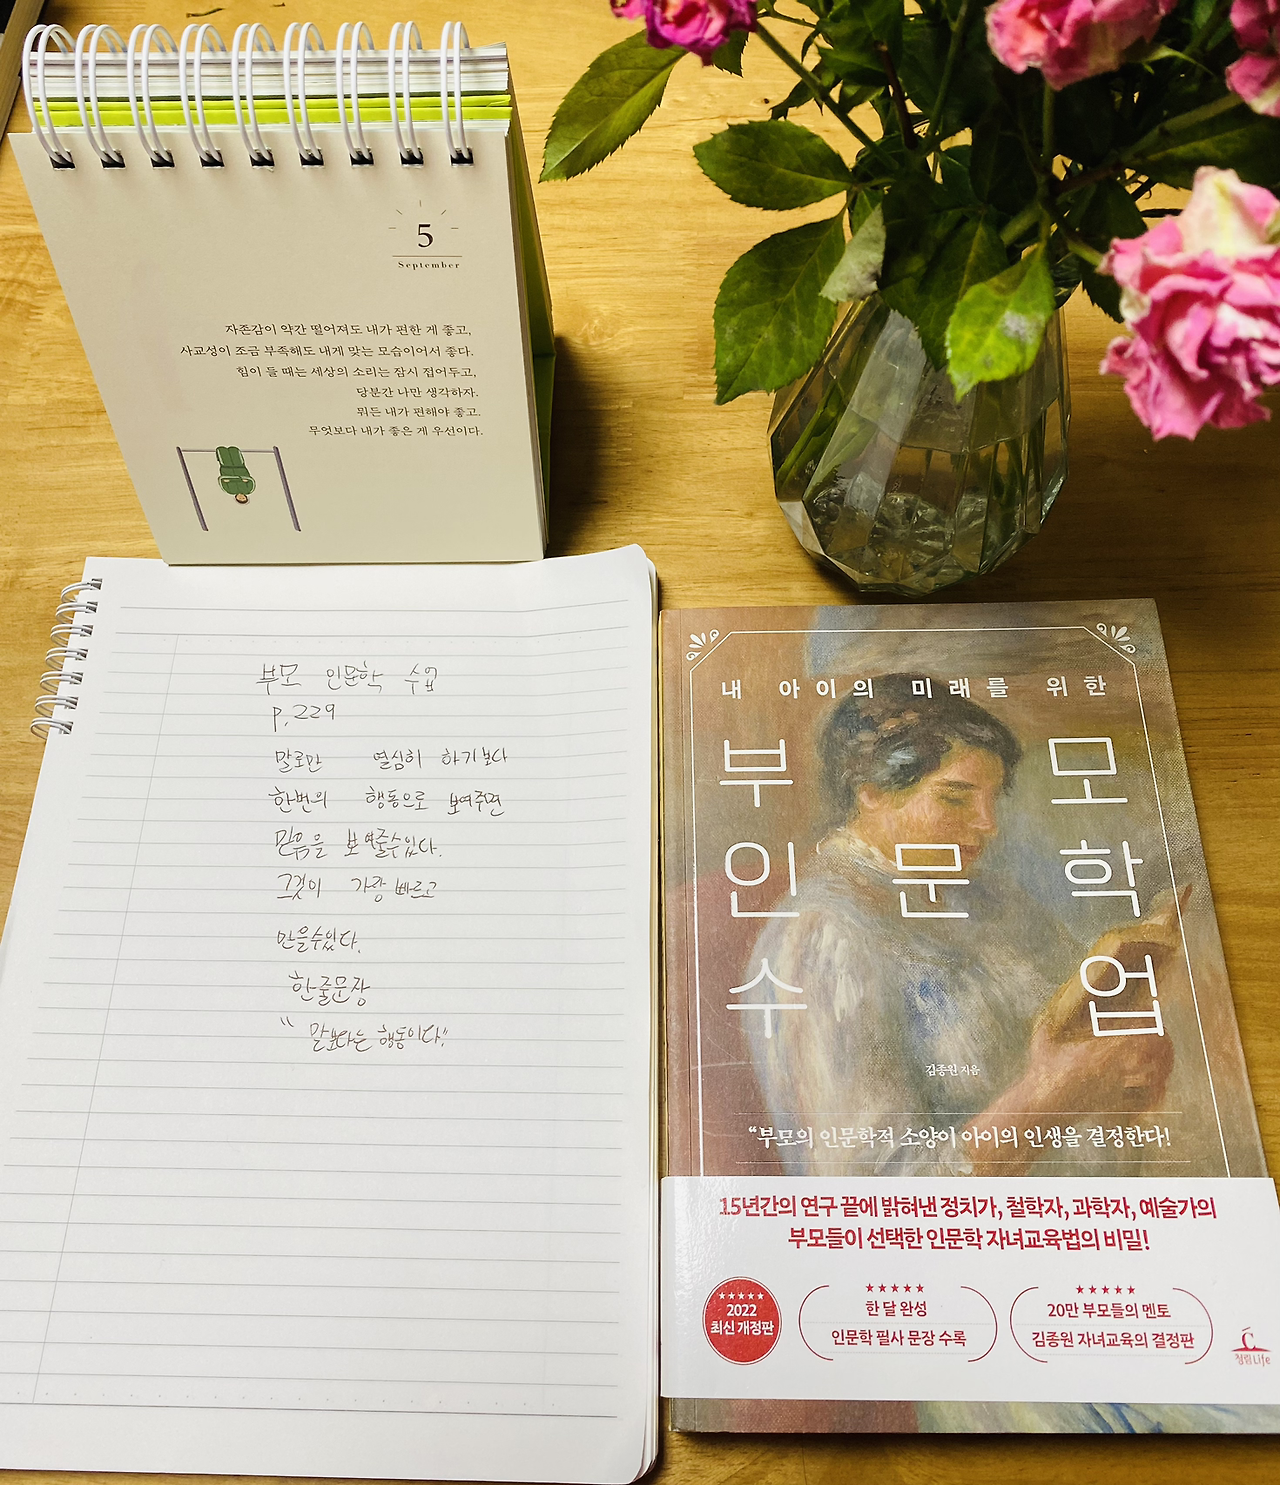 5
September
자존감이 약간 떨어져도 내가 편한 게 좋고,
사교성이 조금 부족해도 내게 맞는 모습이어서 좋다.
힘이 들 때는 세상의 소리는 잠시 접어두고,
당분간 나만 생각하자.
뭐든 내가 편해야 좋고.
무엇보다 내가 좋은 게 우선이다.
부모 인문학 수업
p.229
말로만 열심히 하기보다
한번의 행동으로 보여주면
믿음을 보여줄수있다.
그것이 가장 빠르고
만들수있다.
한줄문장
"말보다는 행동이다."
내 아이의 미래를 위한
부모
인문학
수업
김종원 지음
“부모의 인문학적 소양이 아이의 인생을 결정한다!
15년간의 연구 끝에 밝혀낸 정치가, 철학자, 과학자, 예술가의
부모들이 선택한 인문학 자녀교육법의 비밀!
★★★★★
2022
최신 개정판
★★★★★
한 달 완성
인문학 필사 문장 수록
★★★★★
20만 부모들의 멘토
김종원 자녀교육의 결정판
청림Life